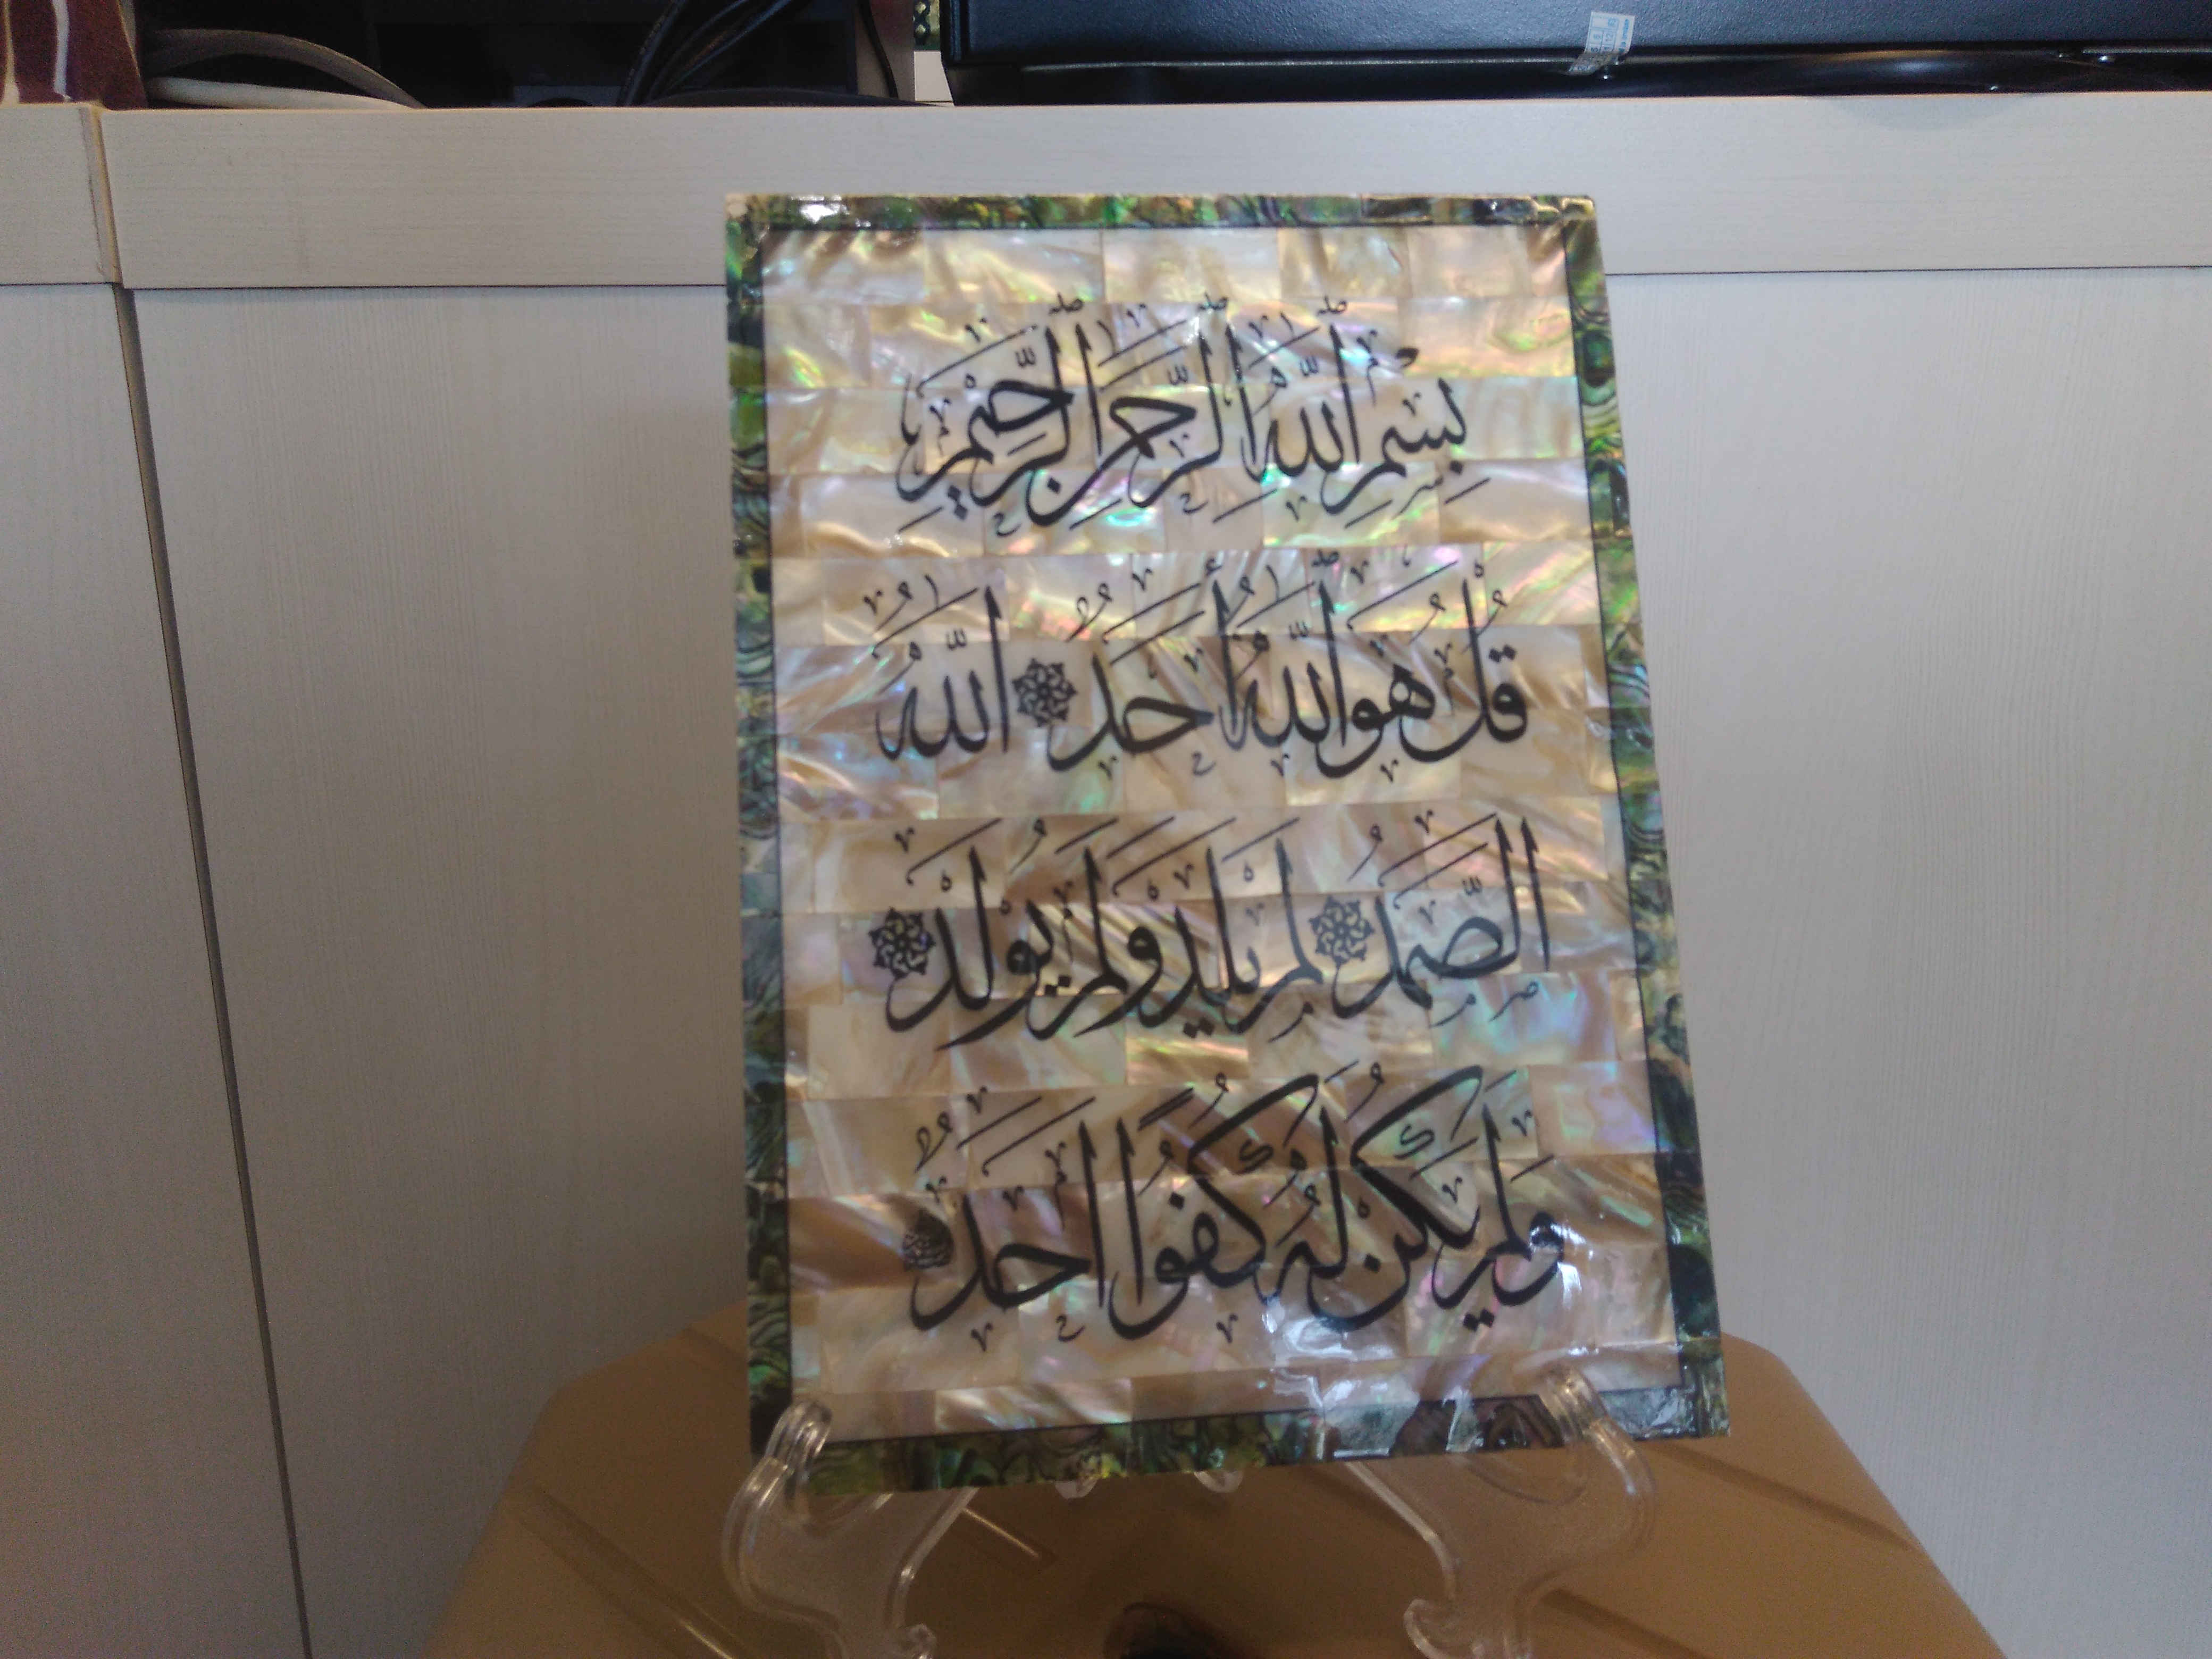 بِسْمِ اللَّهِ الرَّحْمَٰنِ الرَّحِيمِ
قُلْ هُوَ اللَّهُ أَحَدٌ اللَّهُ
الصَّمَدُ لَمْ يَلِدْ وَلَمْ يُولَدْ
وَلَمْ يَكُنْ لَهُ كُفُوًا أَحَدٌ